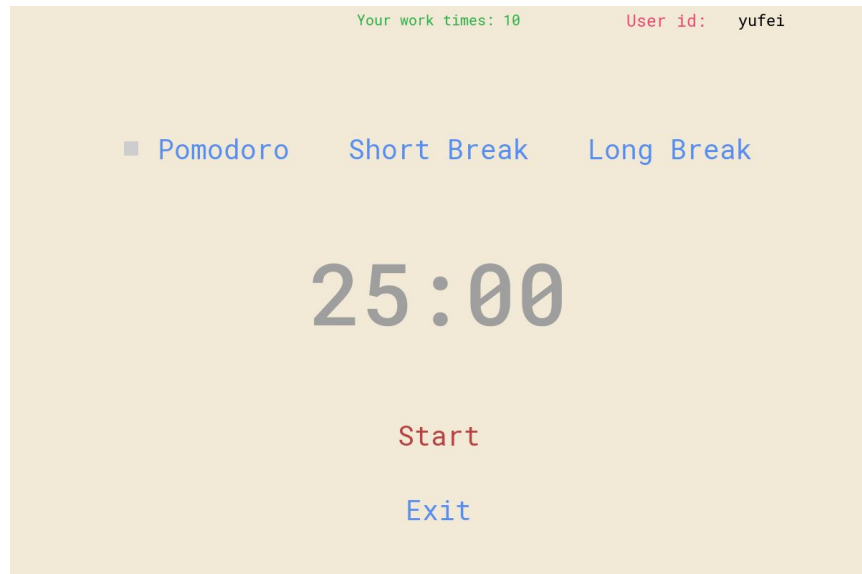 Your work times: 10 User id: yufei
Pomodoro Short Break Long Break
25:00
Start
Exit